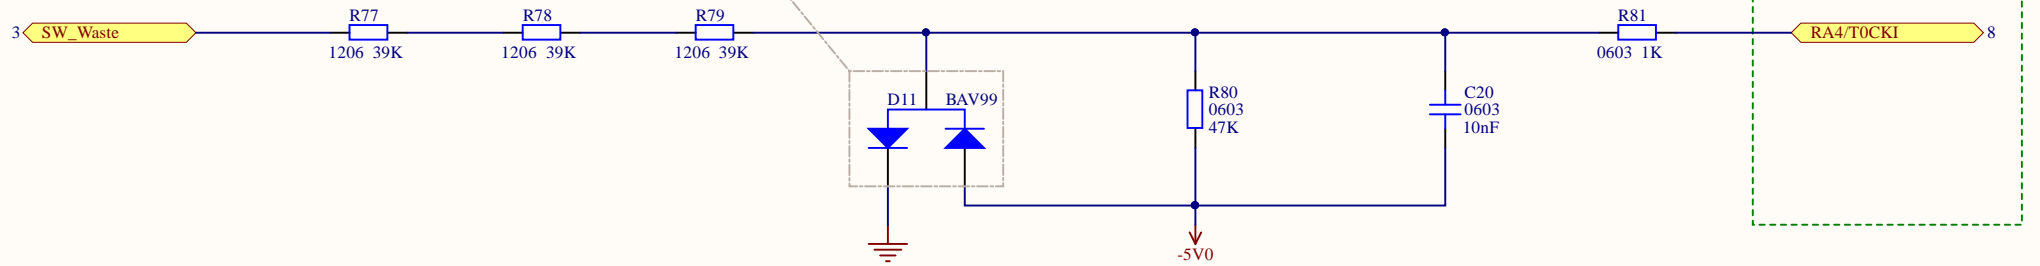 R77
R78
R79
R81
3 SW_Waste
RA4/T0CKI 8
1206 39K
1206 39K
1206 39K
0603 1K
D11 BAV99
R80
0603
47K
C20
0603
10nF
-5V0